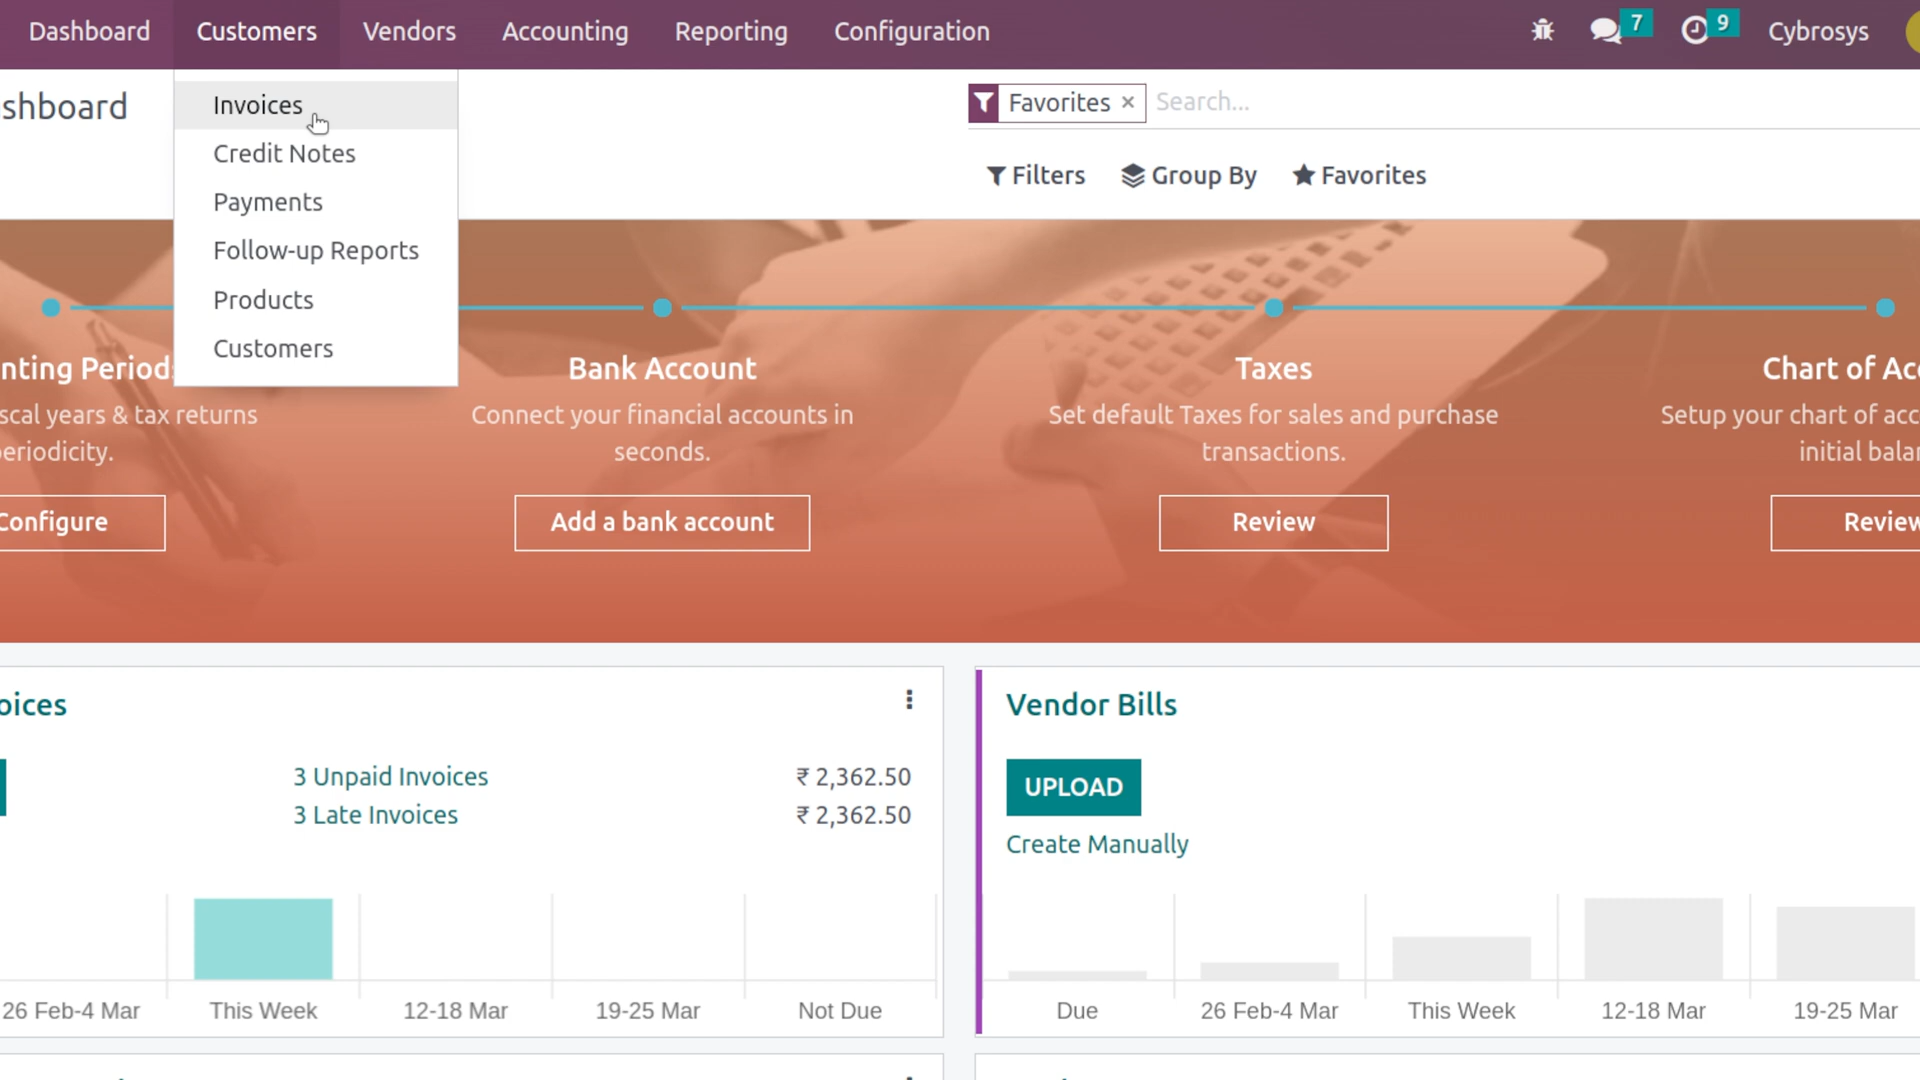 Dashboard Customers Vendors Accounting Reporting Configuration 7 9 Cybrosys
shboard
Favorites × Search...
Filters Group By Favorites
Invoices
Credit Notes
Payments
Follow-up Reports
Products
Customers
nting Period
scal years & tax returns
eriodicity.
Configure
Bank Account
Connect your financial accounts in
seconds.
Add a bank account
Taxes
Set default Taxes for sales and purchase
transactions.
Review
Chart of Ac
Setup your chart of acc
initial bala
Review
oices
3 Unpaid Invoices ₹ 2,362.50
3 Late Invoices ₹ 2,362.50
26 Feb-4 Mar This Week 12-18 Mar 19-25 Mar Not Due
Vendor Bills
UPLOAD
Create Manually
Due 26 Feb-4 Mar This Week 12-18 Mar 19-25 Mar